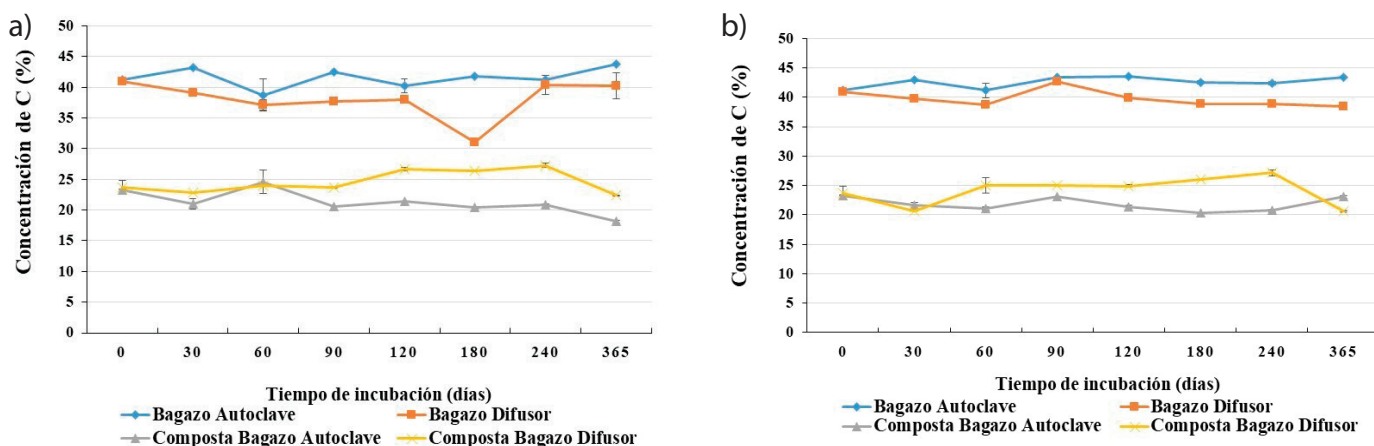 a)
Concentración de C (%)
50
45
40
35
30
25
20
15
10
5
0
0 30 60 90 120 180 240 365
Tiempo de incubación (días)
Bagazo Autoclave Bagazo Difusor
Composta Bagazo Autoclave Composta Bagazo Difusor
b)
Concentración de C (%)
50
45
40
35
30
25
20
15
10
5
0
0 30 60 90 120 180 240 365
Tiempo de incubación (días)
Bagazo Autoclave Bagazo Difusor
Composta Bagazo Autoclave Composta Bagazo Difusor